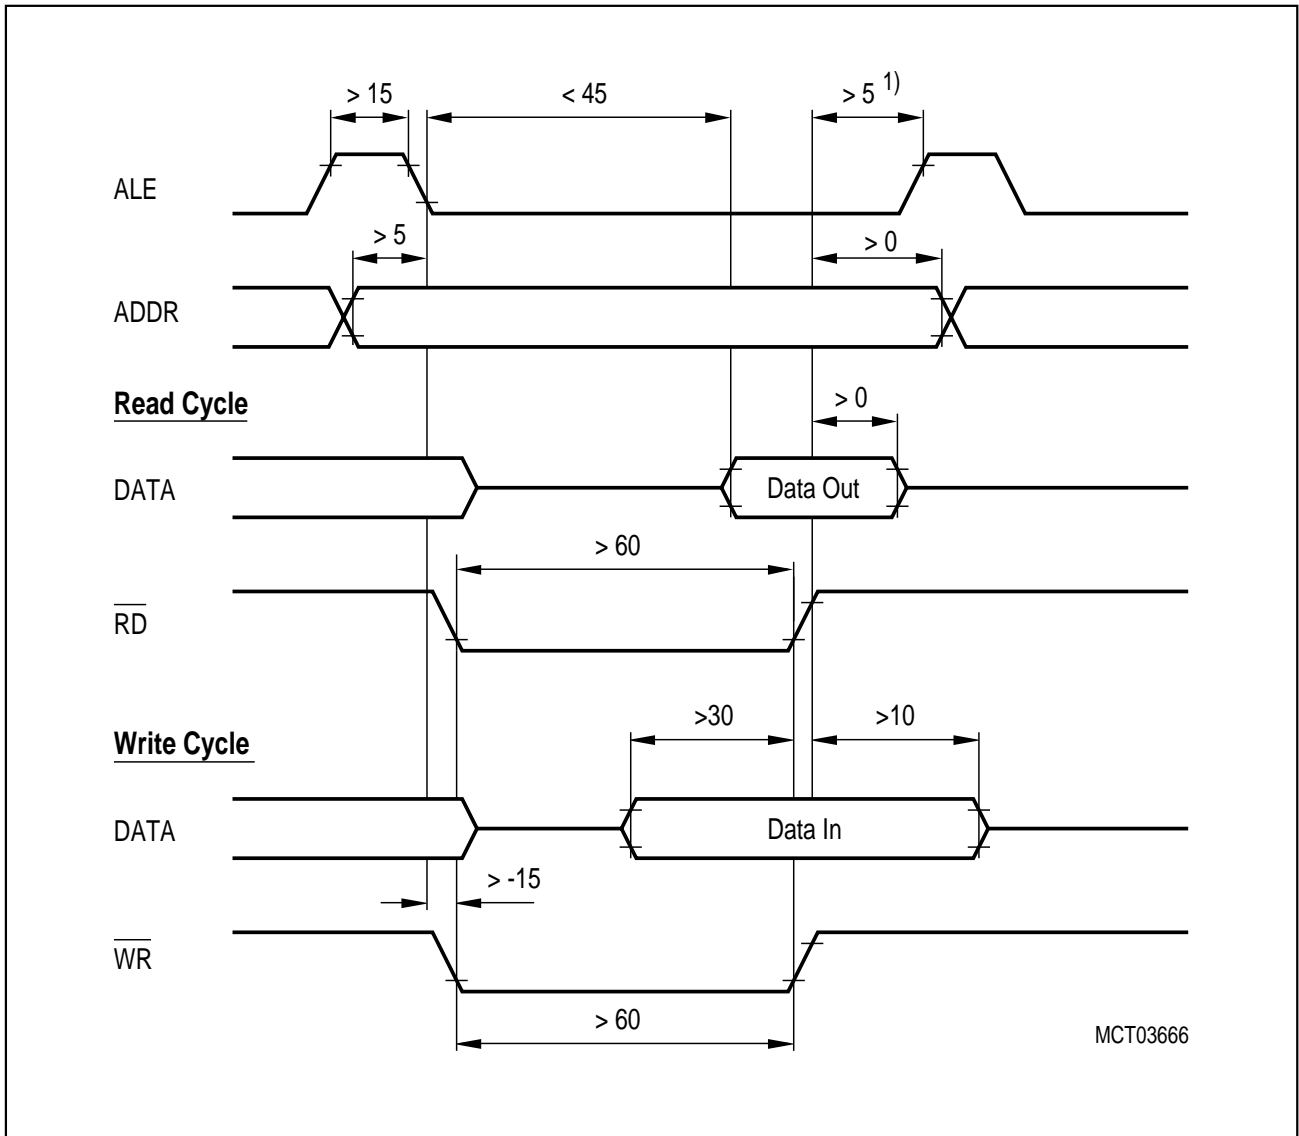 > 15
< 45
> 5 1)
ALE
> 5
> 0
ADDR
Read Cycle
> 0
DATA
Data Out
> 60
RD
>30
>10
Write Cycle
DATA
Data In
> -15
WR
> 60
MCT03666